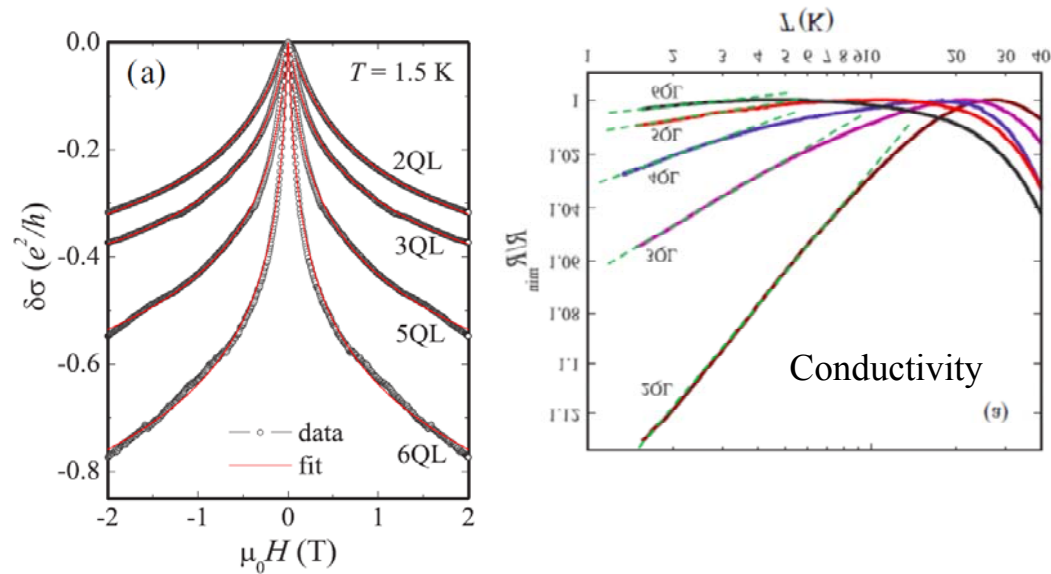 (a)
T = 1.5 K
0.0
-0.2
-0.4
-0.6
-0.8
δσ (e²/h)
2QL
3QL
5QL
6QL
data
fit
-2 -1 0 1 2
μ₀H (T)
T (K)
1 2 3 4 5 6 7 8 9 10 20 30 40
1
1.02
1.04
1.06
1.08
1.1
1.12
R/Rmin
6QL
5QL
4QL
3QL
2QL
Conductivity
(a)